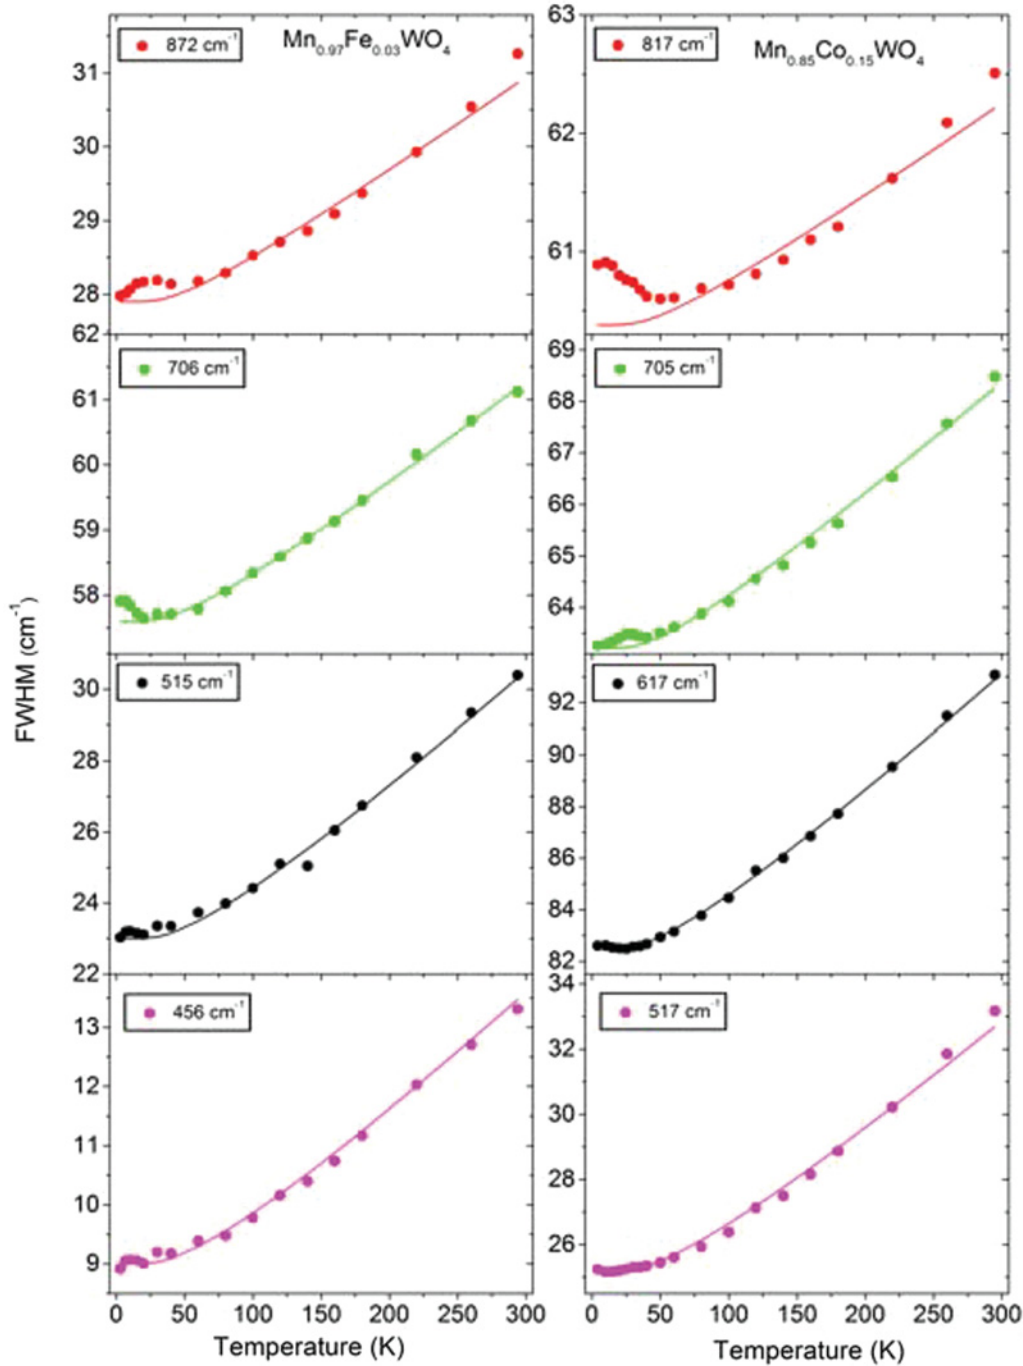 872 cm⁻¹
Mn₀.₉₇Fe₀.₀₃WO₄
31
30
29
28
817 cm⁻¹
Mn₀.₈₅Co₀.₁₅WO₄
63
62
61
706 cm⁻¹
62
61
60
59
58
705 cm⁻¹
69
68
67
66
65
64
FWHM (cm⁻¹)
515 cm⁻¹
30
28
26
24
22
617 cm⁻¹
92
90
88
86
84
82
456 cm⁻¹
13
12
11
10
9
517 cm⁻¹
34
32
30
28
26
0 50 100 150 200 250 300
Temperature (K)
0 50 100 150 200 250 300
Temperature (K)